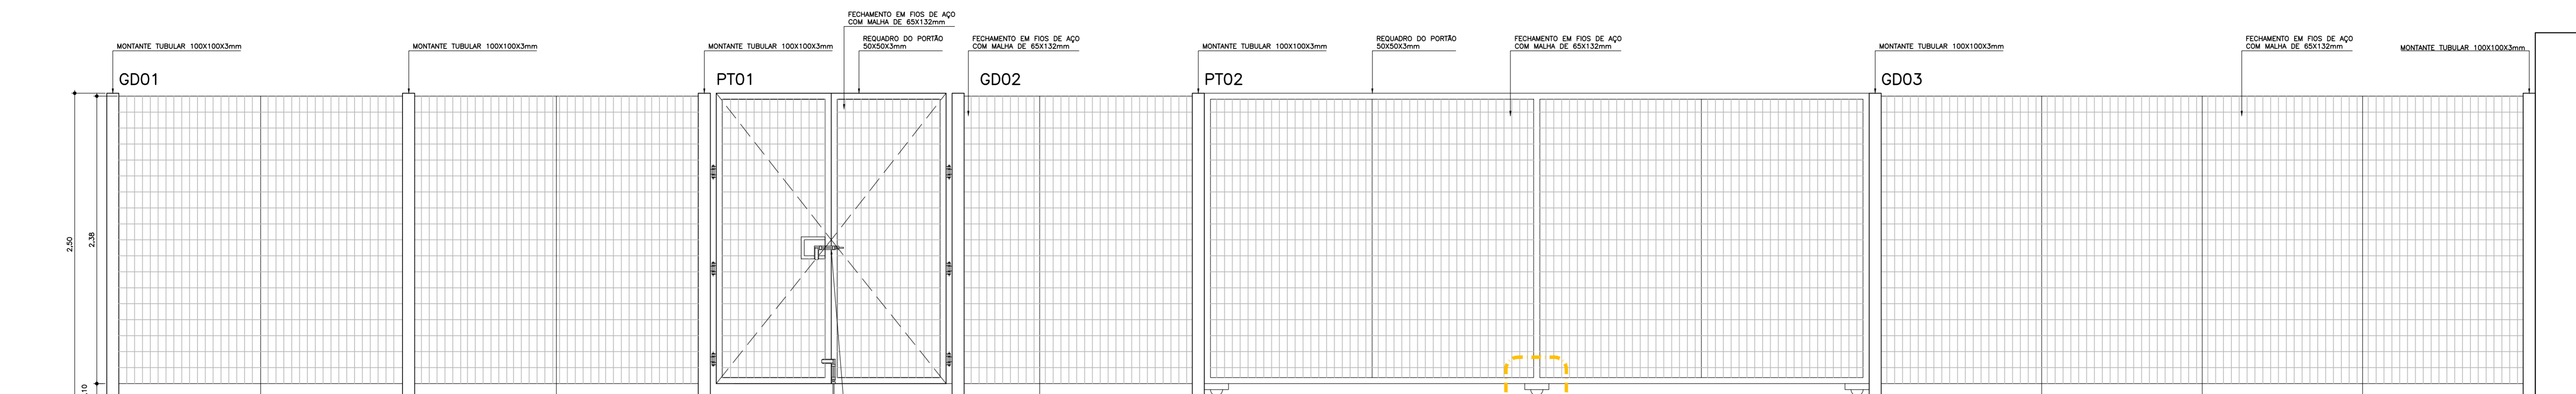 FECHAMENTO EM FIOS DE AÇO
COM MALHA DE 65X132mm
MONTANTE TUBULAR 100X100X3mm
MONTANTE TUBULAR 100X100X3mm
MONTANTE TUBULAR 100X100X3mm
REQUADRO DO PORTÃO
50X50X3mm
FECHAMENTO EM FIOS DE AÇO
COM MALHA DE 65X132mm
MONTANTE TUBULAR 100X100X3mm
REQUADRO DO PORTÃO
50X50X3mm
FECHAMENTO EM FIOS DE AÇO
COM MALHA DE 65X132mm
MONTANTE TUBULAR 100X100X3mm
FECHAMENTO EM FIOS DE AÇO
COM MALHA DE 65X132mm
MONTANTE TUBULAR 100X100X3mm
GD01
PT01
GD02
PT02
GD03
2,50
2,38
,10